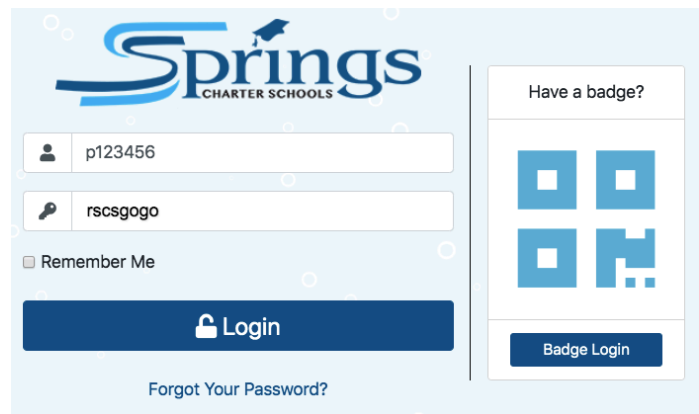 Springs
CHARTER SCHOOLS
p123456
rscsgogo
Remember Me
Login
Forgot Your Password?
Have a badge?
Badge Login